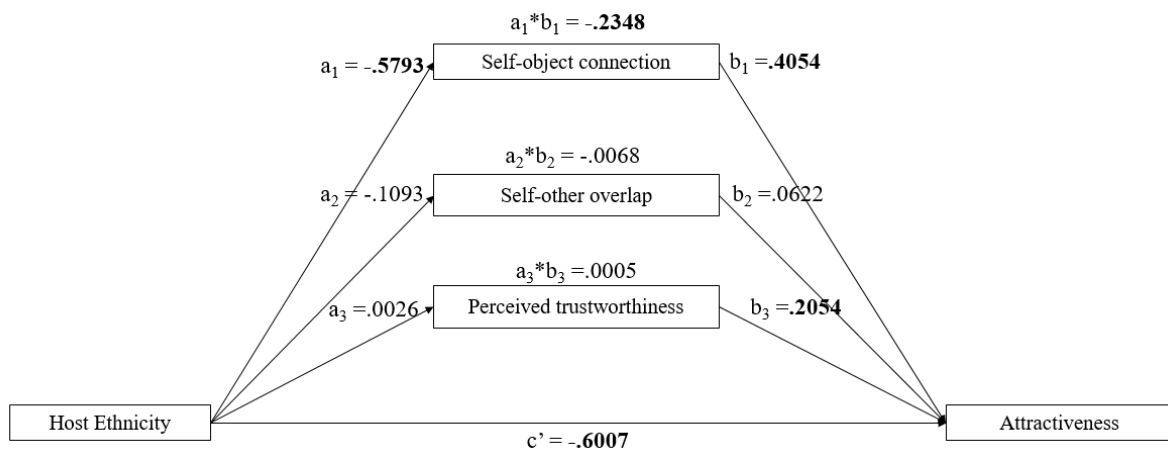 a₁*b₁ = -.2348
a₁ = -.5793
Self-object connection
b₁ =.4054
a₂*b₂ = -.0068
a₂ = -.1093
Self-other overlap
b₂ =.0622
a₃*b₃ =.0005
a₃ =.0026
Perceived trustworthiness
b₃ =.2054
Host Ethnicity
Attractiveness
c’ = -.6007